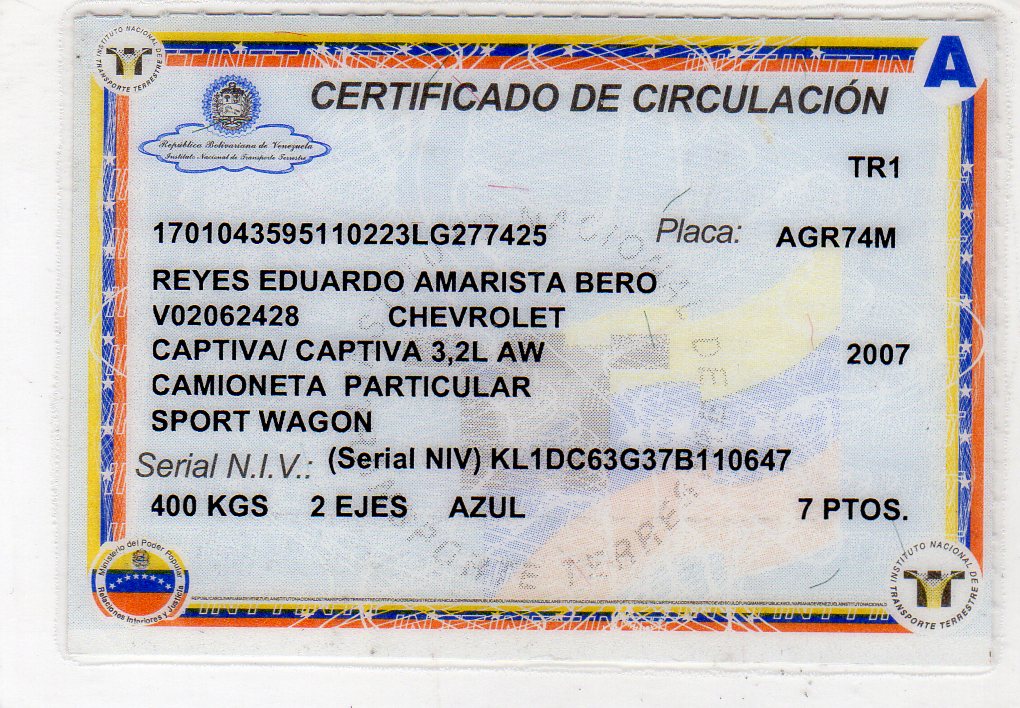 INSTITUTO NACIONAL DE TRANSPORTE TERRESTRE
A
CERTIFICADO DE CIRCULACIÓN
República Bolivariana de Venezuela
Instituto Nacional de Transporte Terrestre
TR1
1701043595110223LG277425 Placa: AGR74M
REYES EDUARDO AMARISTA BERO
V02062428 CHEVROLET
CAPTIVA/ CAPTIVA 3,2L AW 2007
CAMIONETA PARTICULAR
SPORT WAGON
Serial N.I.V.: (Serial NIV) KL1DC63G37B110647
400 KGS 2 EJES AZUL 7 PTOS.
Ministerio del Poder Popular
Relaciones Interiores y Justicia
INSTITUTO NACIONAL DE TRANSPORTE TERRESTRE